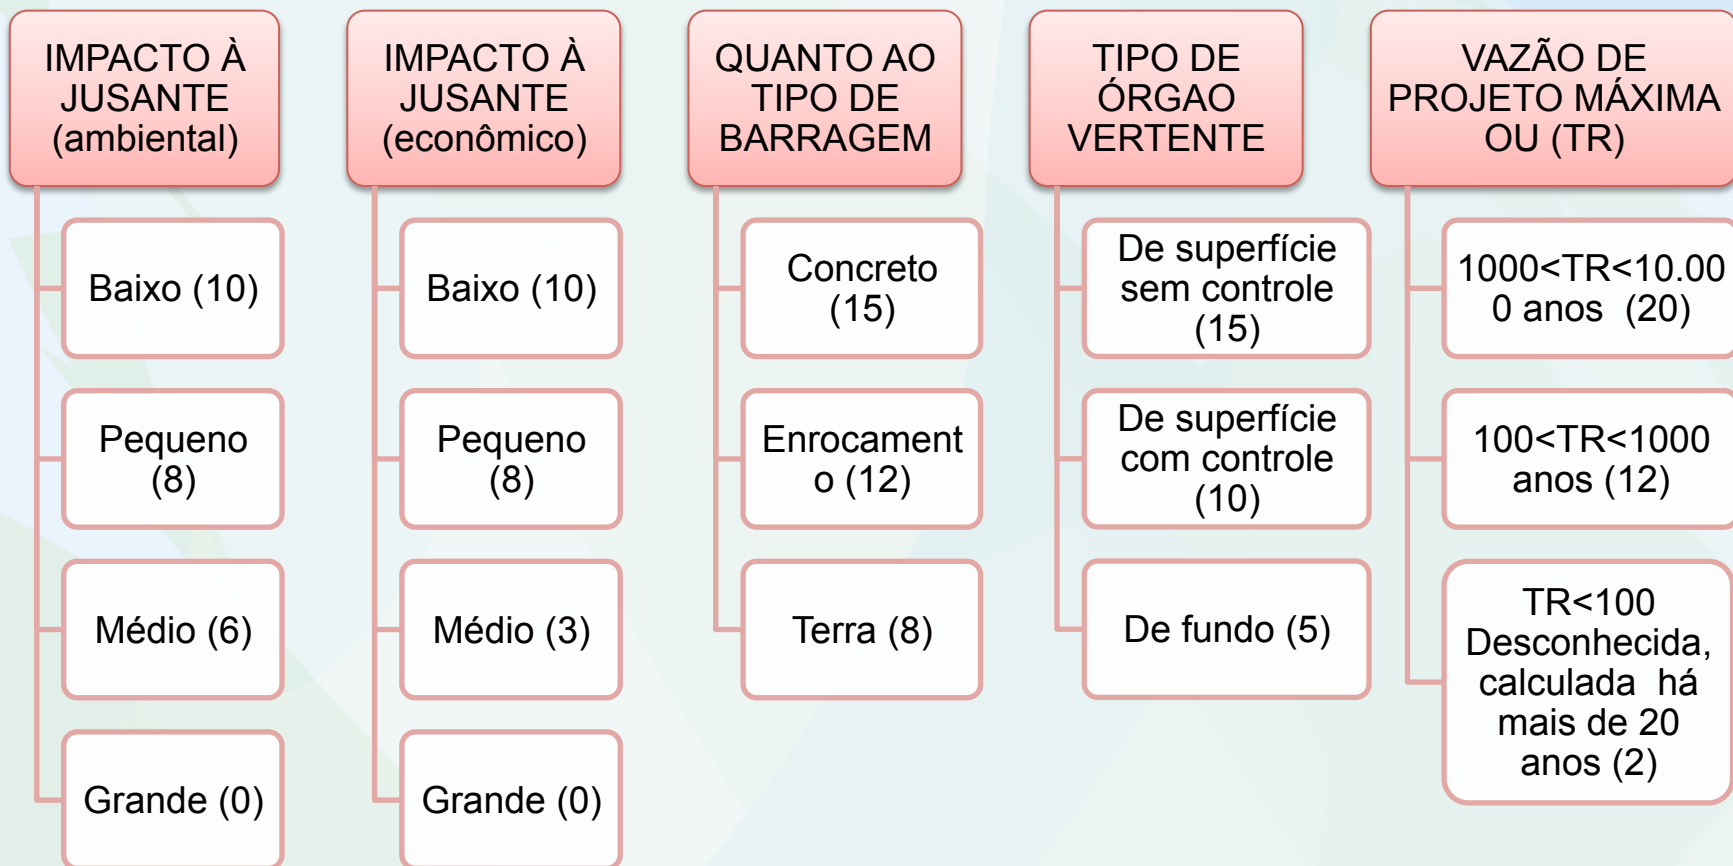 IMPACTO À
JUSANTE
(ambiental)
Baixo (10)
Pequeno
(8)
Médio (6)
Grande (0)
IMPACTO À
JUSANTE
(econômico)
Baixo (10)
Pequeno
(8)
Médio (3)
Grande (0)
QUANTO AO
TIPO DE
BARRAGEM
Concreto
(15)
Enrocament
o (12)
Terra (8)
TIPO DE
ÓRGAO
VERTENTE
De superfície
sem controle
(15)
De superfície
com controle
(10)
De fundo (5)
VAZÃO DE
PROJETO MÁXIMA
OU (TR)
1000<TR<10.00
0 anos (20)
100<TR<1000
anos (12)
TR<100
Desconhecida,
calculada há
mais de 20
anos (2)